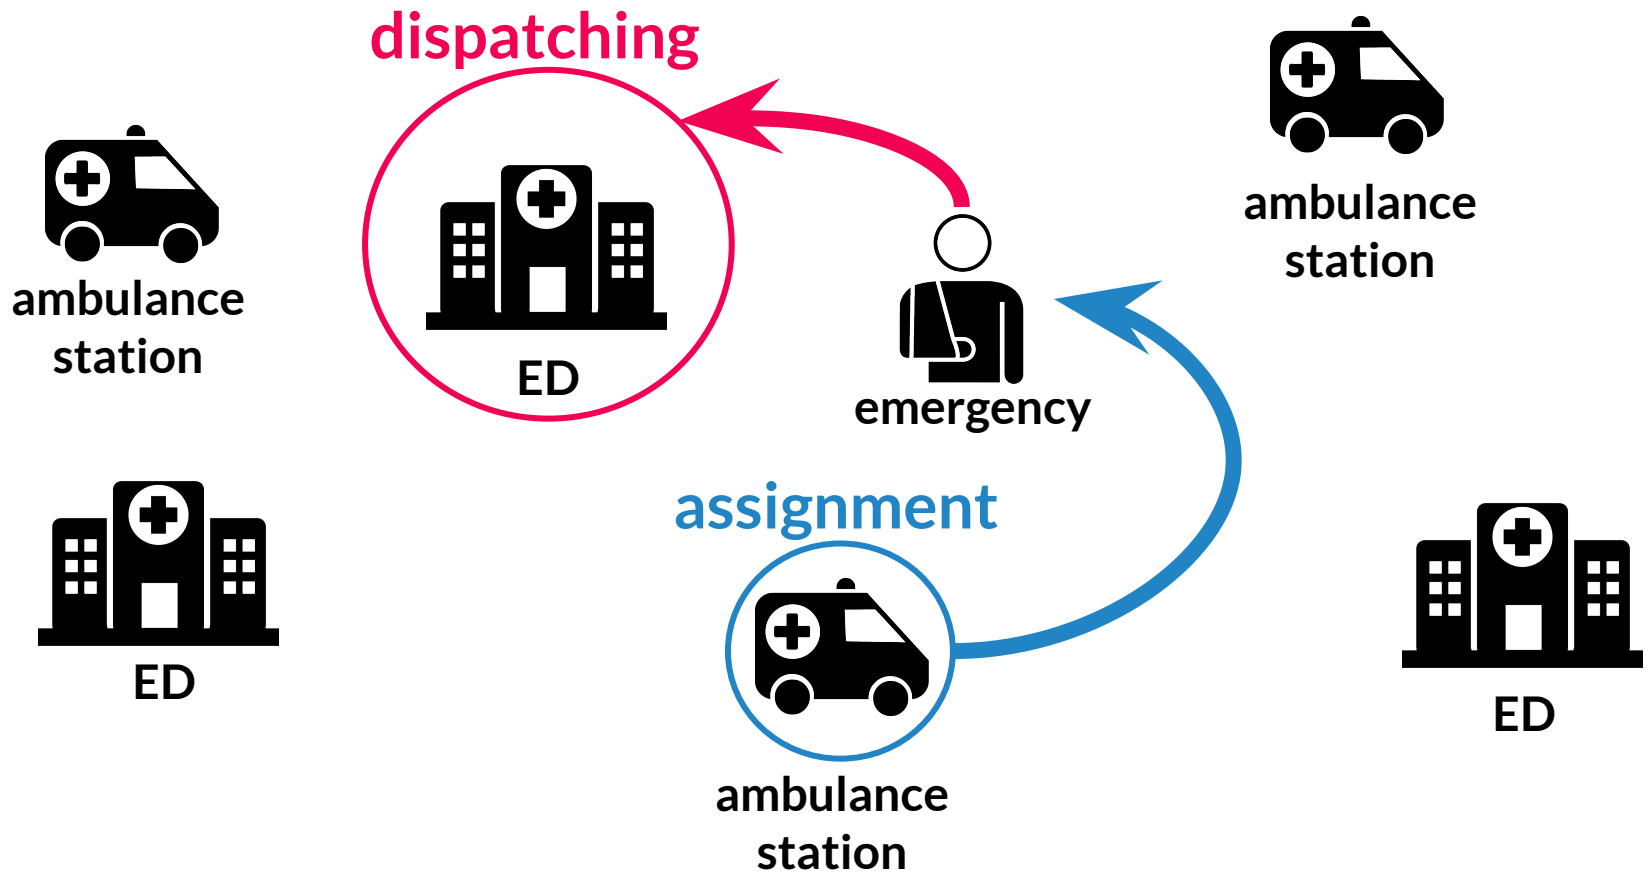 dispatching
ambulance
station
ambulance
station
ED
emergency
assignment
ED
ED
ambulance
station